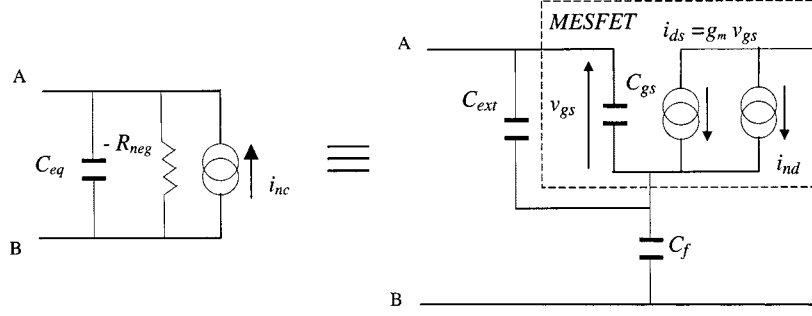 A
C_eq
- R_neg
i_nc
B
MESFET
i_ds = g_m v_gs
A
C_ext
v_gs
C_gs
i_nd
C_f
B